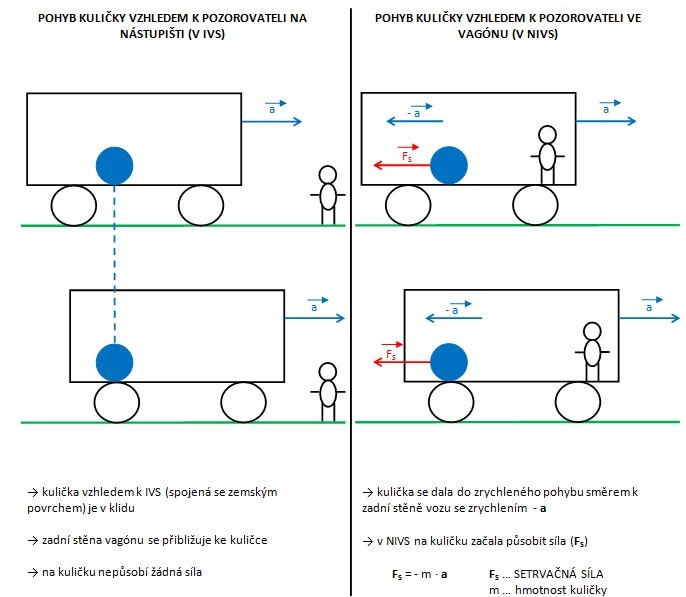 POHYB KULIČKY VZHLEDEM K POZOROVATELI NA
NÁSTUPIŠTI (V IVS)
a
a
→ kulička vzhledem k IVS (spojená se zemským
povrchem) je v klidu
→ zadní stěna vagónu se přibližuje ke kuličce
→ na kuličku nepůsobí žádná síla
POHYB KULIČKY VZHLEDEM K POZOROVATELI VE
VAGÓNU (V NIVS)
- a
a
Fs
- a
a
Fs
→ kulička se dala do zrychleného pohybu směrem k
zadní stěně vozu se zrychlením - a
→ v NIVS na kuličku začala působit síla (Fs)
Fs = - m · a
Fs ... SETRVAČNÁ SÍLA
m ... hmotnost kuličky